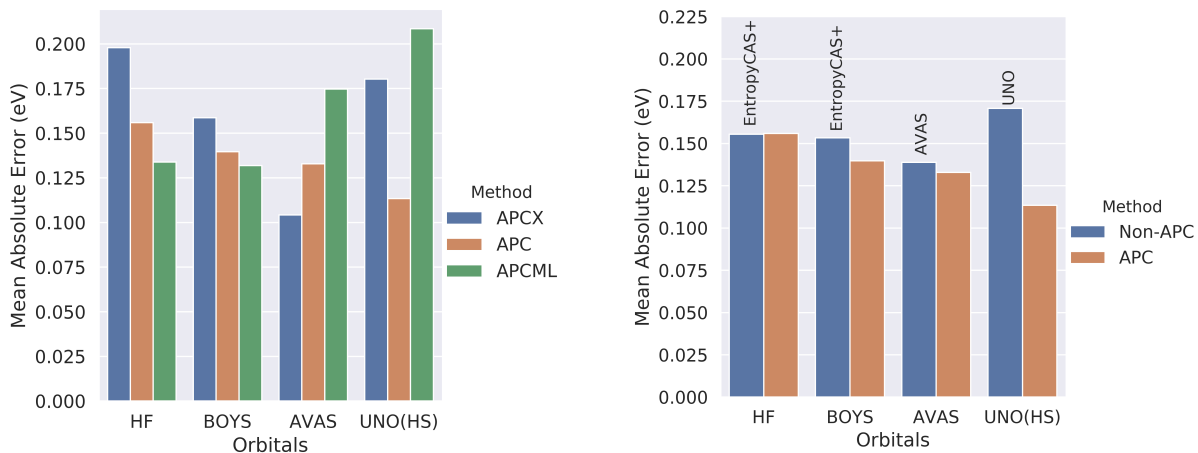 Mean Absolute Error (eV)
0.200
0.175
0.150
0.125
0.100
0.075
0.050
0.025
0.000
HF BOYS AVAS UNO(HS)
Orbitals
Method
APCX
APC
APCML
Mean Absolute Error (eV)
0.225
0.200
0.175
0.150
0.125
0.100
0.075
0.050
0.025
0.000
EntropyCAS+
EntropyCAS+
AVAS
UNO
HF BOYS AVAS UNO(HS)
Orbitals
Method
Non-APC
APC